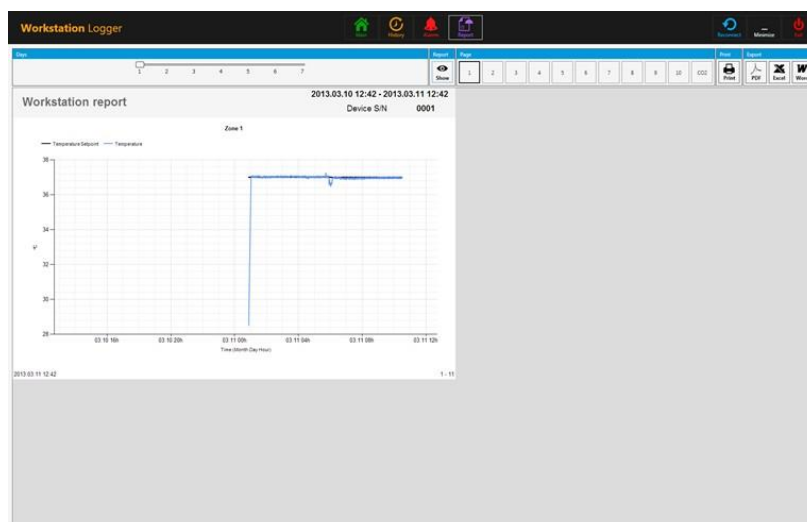 Workstation Logger
Main History Alarms Report Reconnect Minimize Exit
Days Report Page Print Export
1 2 3 4 5 6 7 Show 1 2 3 4 5 6 7 8 9 10 CO2 Print PDF Excel Word
Workstation report
2013.03.10 12:42 - 2013.03.11 12:42
Device S/N 0001
Zone 1
Temperature Setpoint Temperature
38
36
34
°C
32
30
28
03 10 16h 03 10 20h 03 11 00h 03 11 04h 03 11 08h 03 11 12h
Time (Month Day Hour)
2013 03 11 12:42 1 - 11